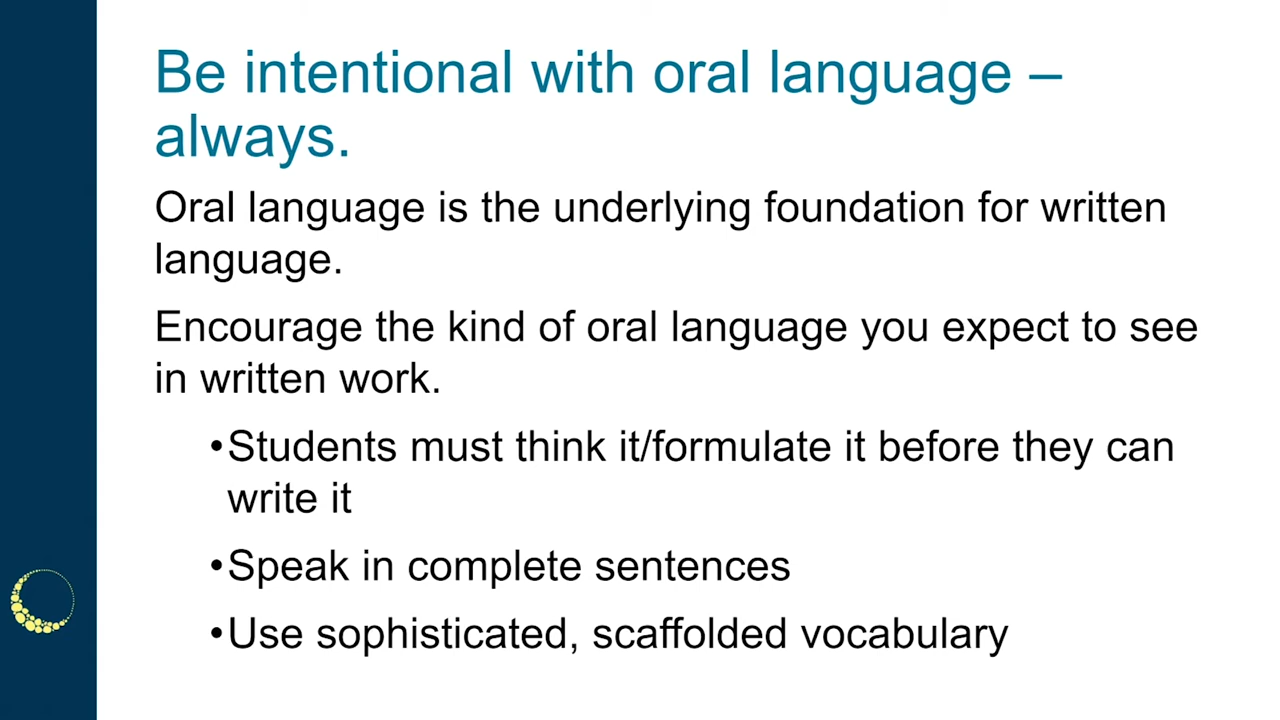 Be intentional with oral language –
always.
Oral language is the underlying foundation for written
language.
Encourage the kind of oral language you expect to see
in written work.
•Students must think it/formulate it before they can
write it
•Speak in complete sentences
•Use sophisticated, scaffolded vocabulary